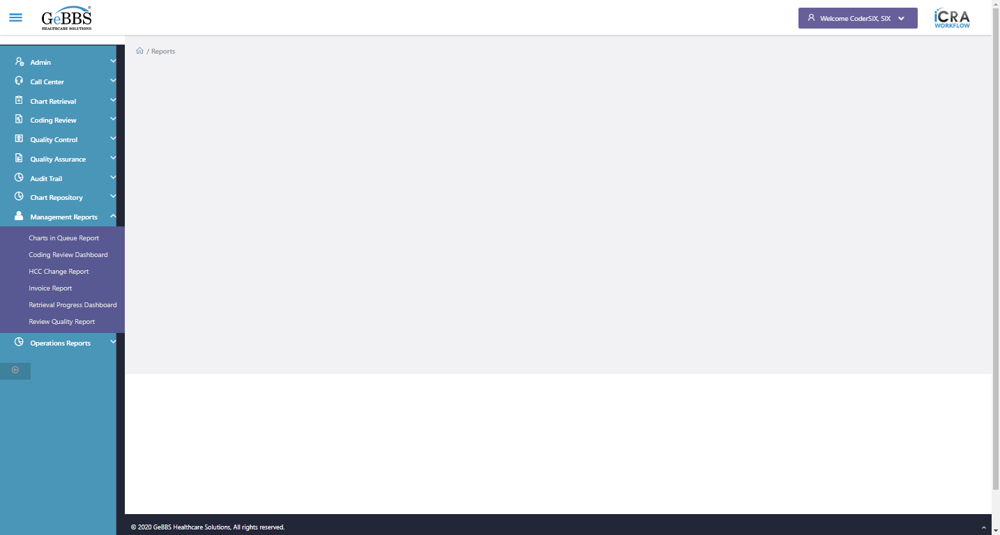 GeBBS®
HEALTHCARE SOLUTIONS
Welcome CoderSIX, SIX
iCRA
WORKFLOW
/ Reports
Admin
Call Center
Chart Retrieval
Coding Review
Quality Control
Quality Assurance
Audit Trail
Chart Repository
Management Reports
Charts in Queue Report
Coding Review Dashboard
HCC Change Report
Invoice Report
Retrieval Progress Dashboard
Review Quality Report
Operations Reports
© 2020 GeBBS Healthcare Solutions, All rights reserved.